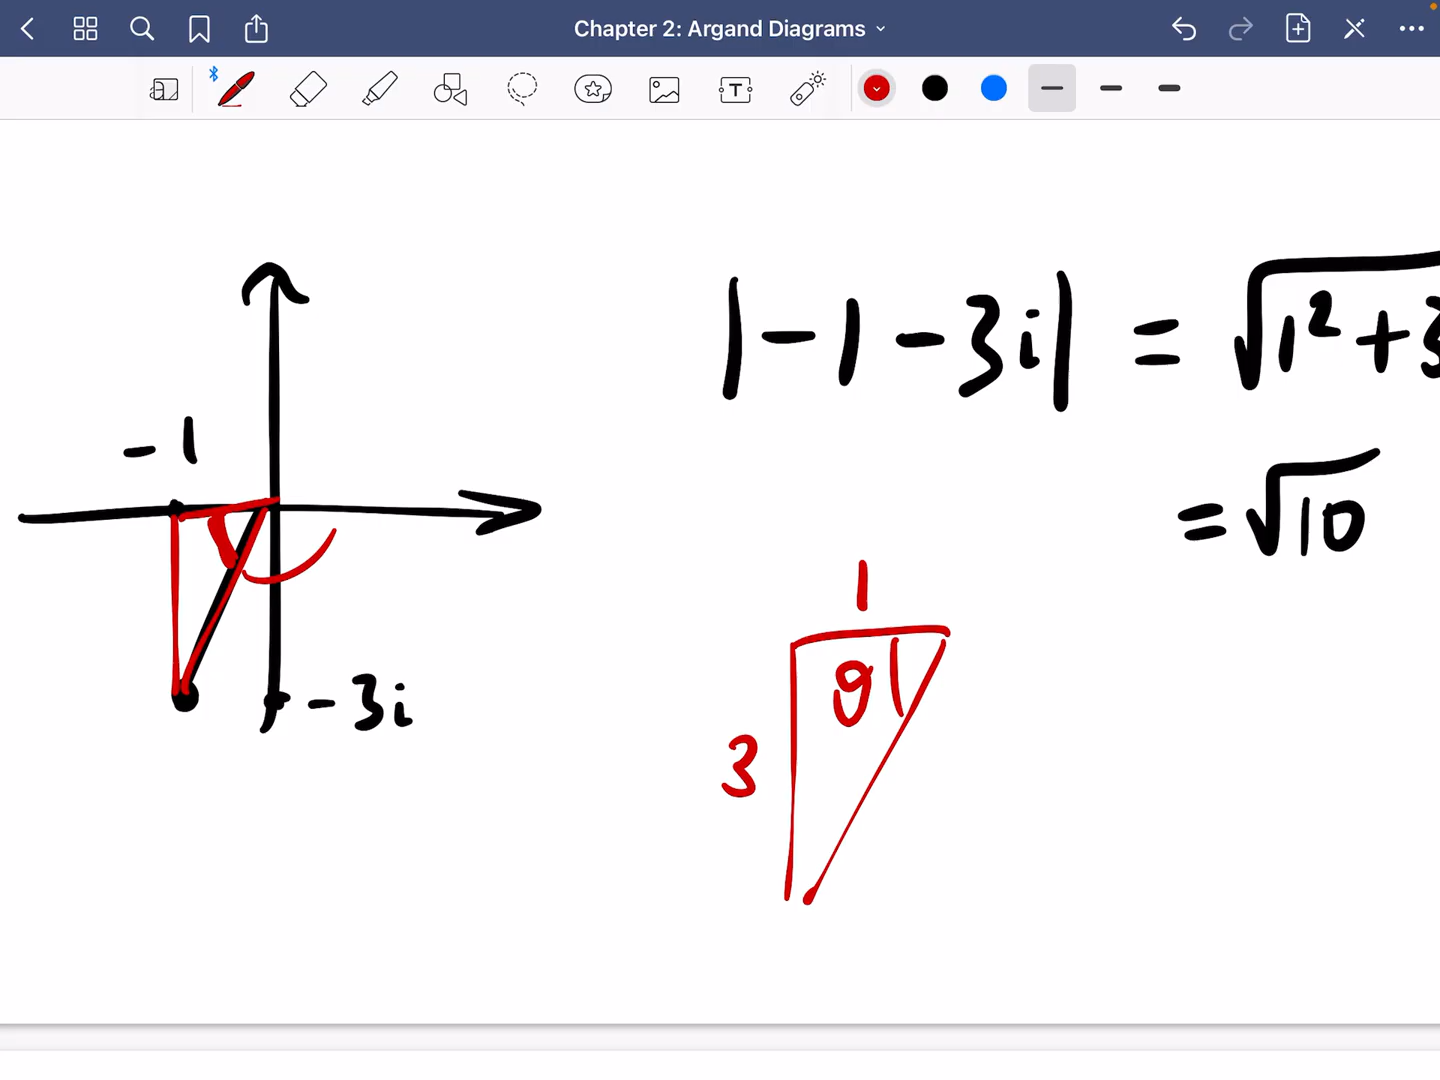 Chapter 2: Argand Diagrams
|-1-3i| = √1²+3
-1
= √10
1
θ
-3i
3